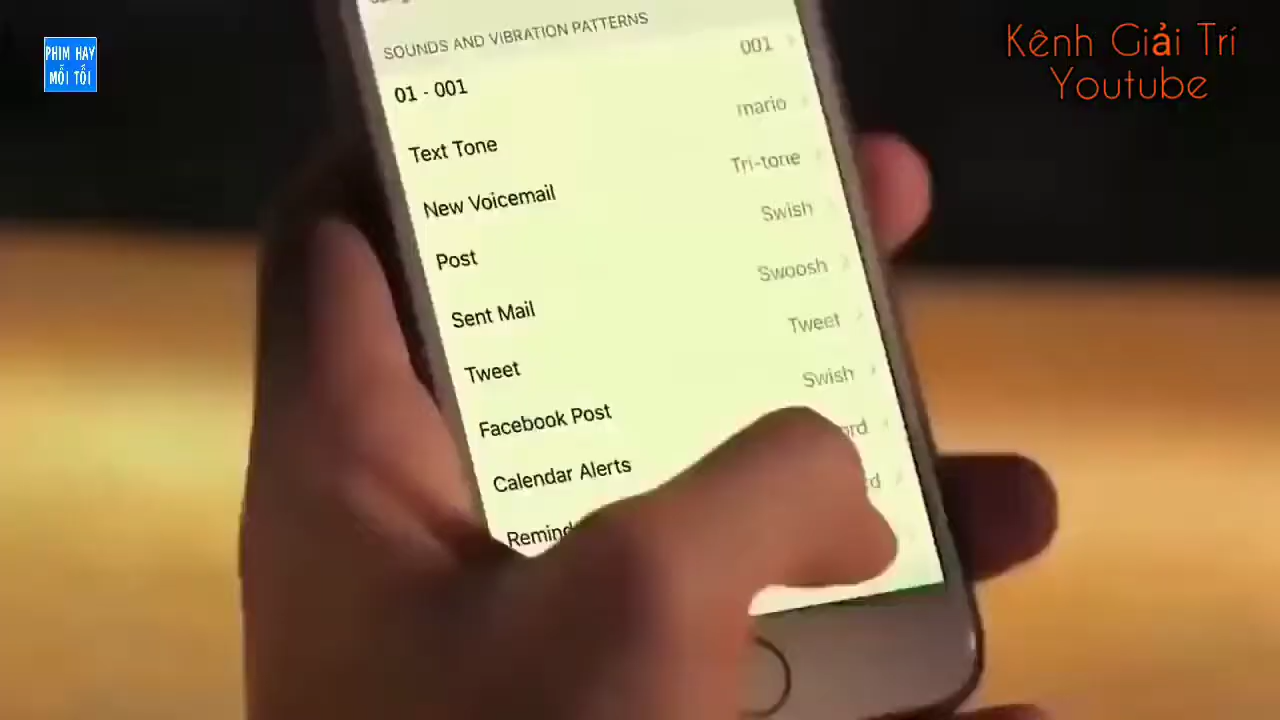 PHIM HAY
MỖI TỐI
Kênh Giải Trí
Youtube
SOUNDS AND VIBRATION PATTERNS
01 - 001 001
Text Tone mario
New Voicemail Tri-tone
Post Swish
Sent Mail Swoosh
Tweet Tweet
Facebook Post Swish
Calendar Alerts